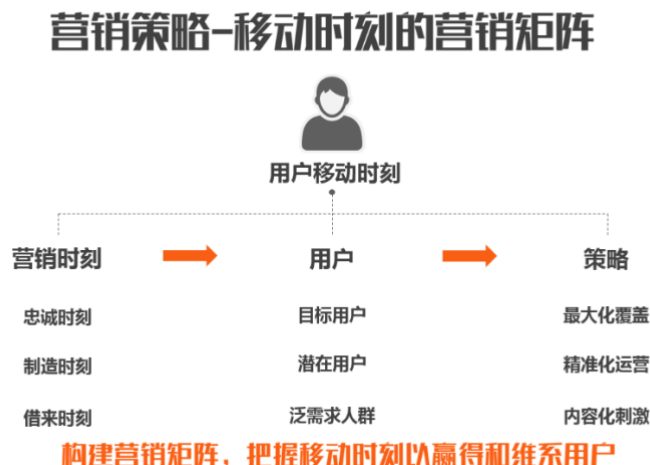 营销策略-移动时刻的营销矩阵
用户移动时刻
营销时刻 用户 策略
忠诚时刻 目标用户 最大化覆盖
制造时刻 潜在用户 精准化运营
借来时刻 泛需求人群 内容化刺激
构建营销矩阵，把握移动时刻以赢得和维系用户